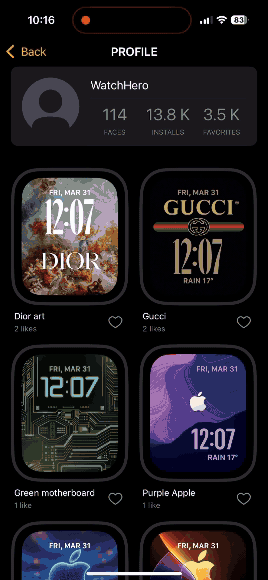 10:16
83
Back
PROFILE
WatchHero
114
13.8 K
3.5 K
FACES
INSTALLS
FAVORITES
FRI, MAR 31
12:07
DIOR
FRI, MAR 31
GUCCI
12:07
RAIN 17°
Dior art
2 likes
Gucci
2 likes
FRI, MAR 31
12:07
FRI, MAR 31
12:07
RAIN 17°
Green motherboard
1 like
Purple Apple
1 like
FRI, MAR 31
FRI, MAR 31